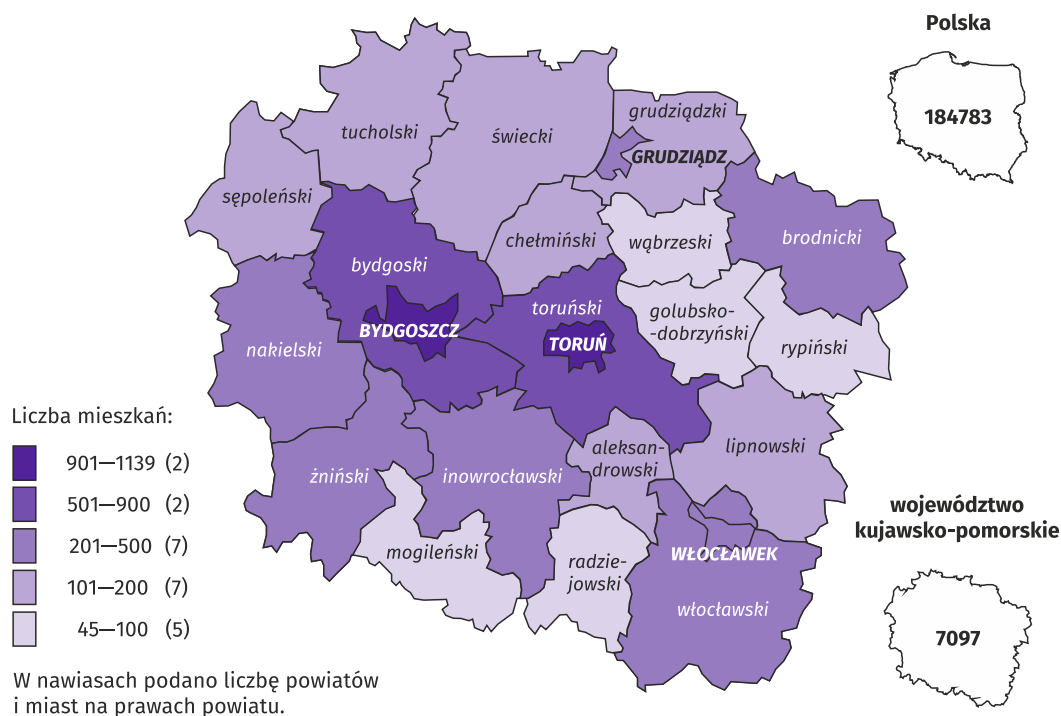 Polska
184783
grudziądzki
tucholski
świecki
GRUDZIĄDZ
sępoleński
chełmiński
wąbrzeski
brodnicki
bydgoski
toruński
golubsko-
-dobrzyński
BYDGOSZCZ
TORUŃ
nakielski
rypiński
Liczba mieszkań:
901—1139 (2)
501—900 (2)
201—500 (7)
101—200 (7)
45—100 (5)
aleksan-
drowski
lipnowski
żniński
inowrocławski
mogileński
radzie-
jowski
WŁOCŁAWEK
włocławski
województwo
kujawsko-pomorskie
7097
W nawiasach podano liczbę powiatów
i miast na prawach powiatu.